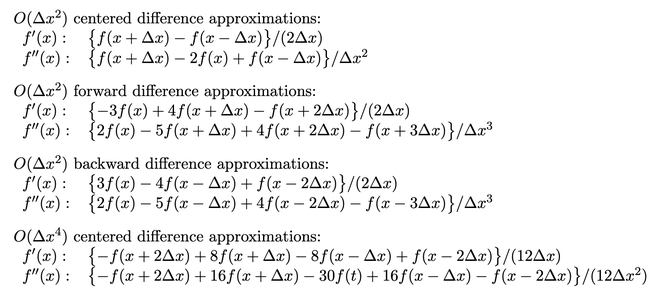 O(Δx²) centered difference approximations:
f′(x) : {f(x + Δx) − f(x − Δx)}/(2Δx)
f′′(x) : {f(x + Δx) − 2f(x) + f(x − Δx)}/Δx²
O(Δx²) forward difference approximations:
f′(x) : {−3f(x) + 4f(x + Δx) − f(x + 2Δx)}/(2Δx)
f′′(x) : {2f(x) − 5f(x + Δx) + 4f(x + 2Δx) − f(x + 3Δx)}/Δx³
O(Δx²) backward difference approximations:
f′(x) : {3f(x) − 4f(x − Δx) + f(x − 2Δx)}/(2Δx)
f′′(x) : {2f(x) − 5f(x − Δx) + 4f(x − 2Δx) − f(x − 3Δx)}/Δx³
O(Δx⁴) centered difference approximations:
f′(x) : {−f(x + 2Δx) + 8f(x + Δx) − 8f(x − Δx) + f(x − 2Δx)}/(12Δx)
f′′(x) : {−f(x + 2Δx) + 16f(x + Δx) − 30f(t) + 16f(x − Δx) − f(x − 2Δx)}/(12Δx²)